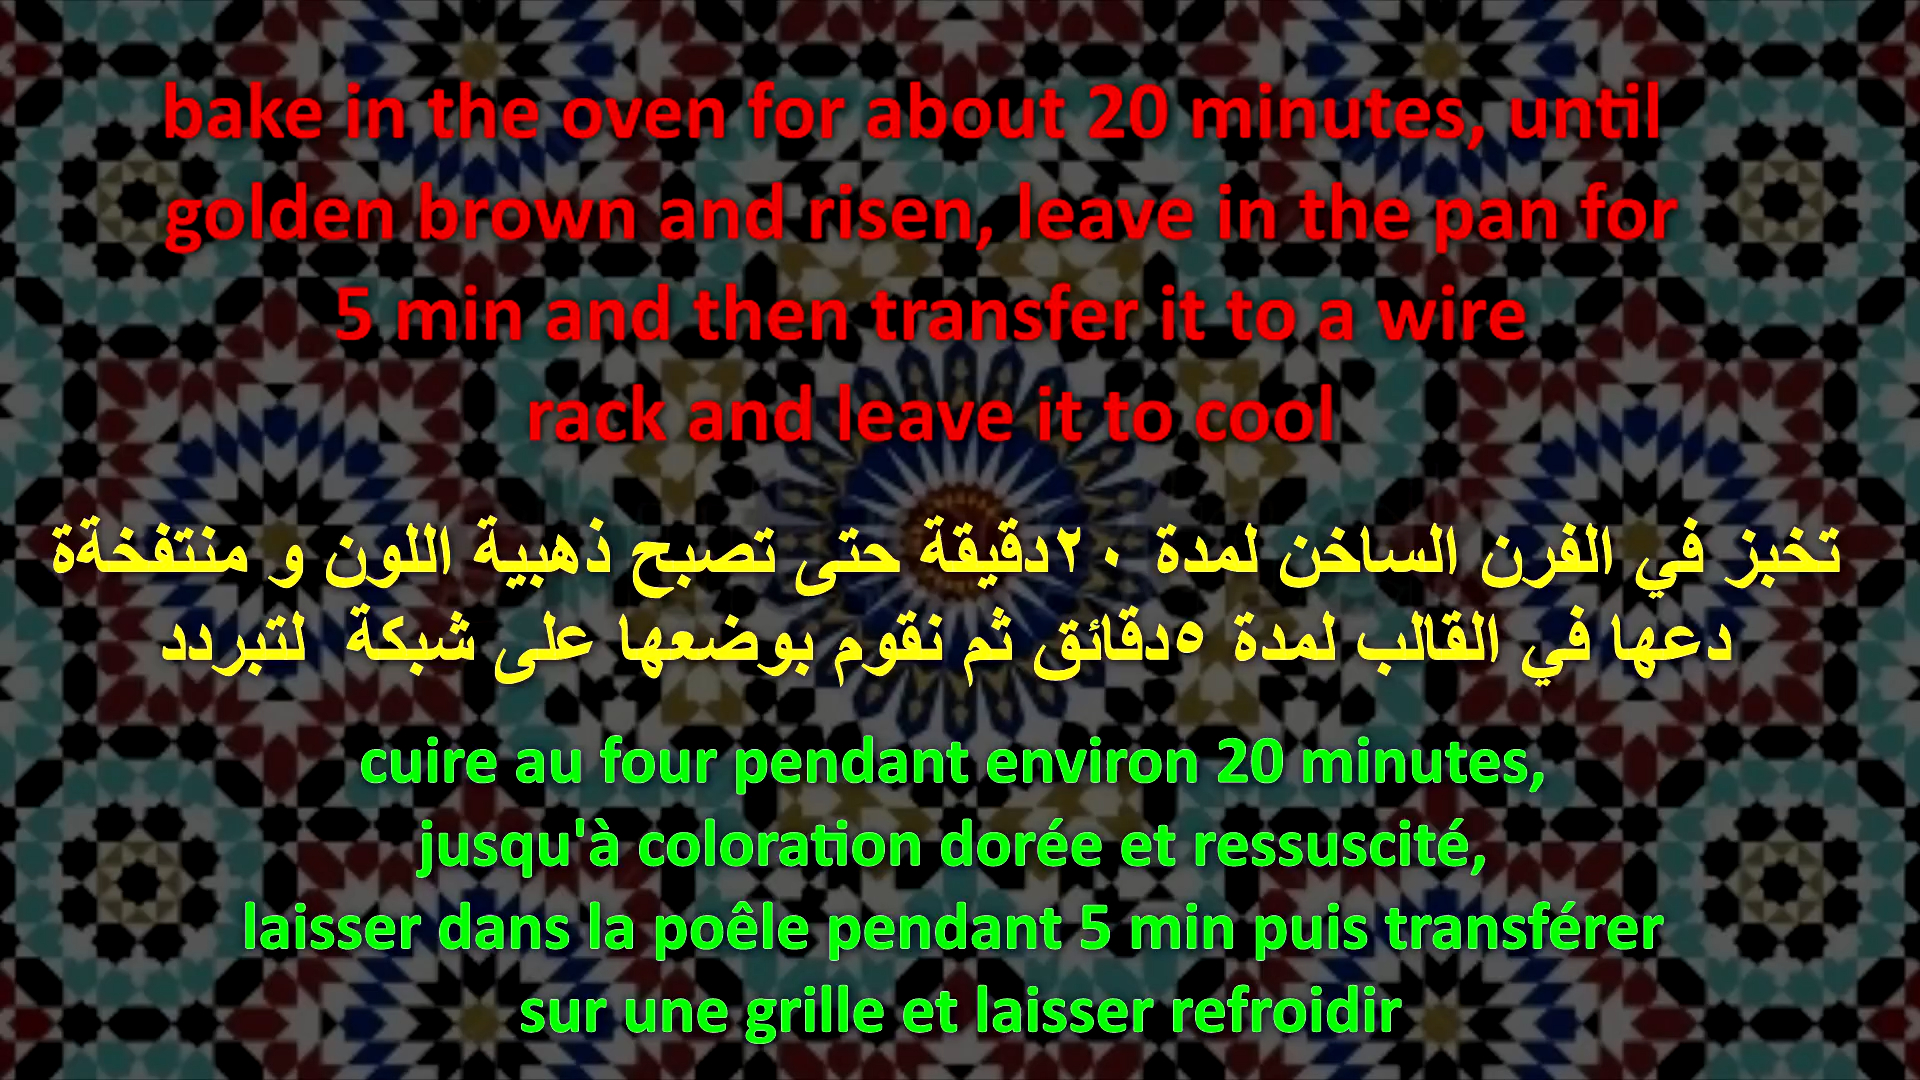 bake in the oven for about 20 minutes, until
golden brown and risen, leave in the pan for
5 min and then transfer it to a wire
rack and leave it to cool
تخبز في الفرن الساخن لمدة ٢٠دقيقة حتى تصبح ذهبية اللون و منتفخةة
دعها في القالب لمدة ٥دقائق ثم نقوم بوضعها على شبكة لتبردد
cuire au four pendant environ 20 minutes,
jusqu'à coloration dorée et ressuscité,
laisser dans la poêle pendant 5 min puis transférer
sur une grille et laisser refroidir